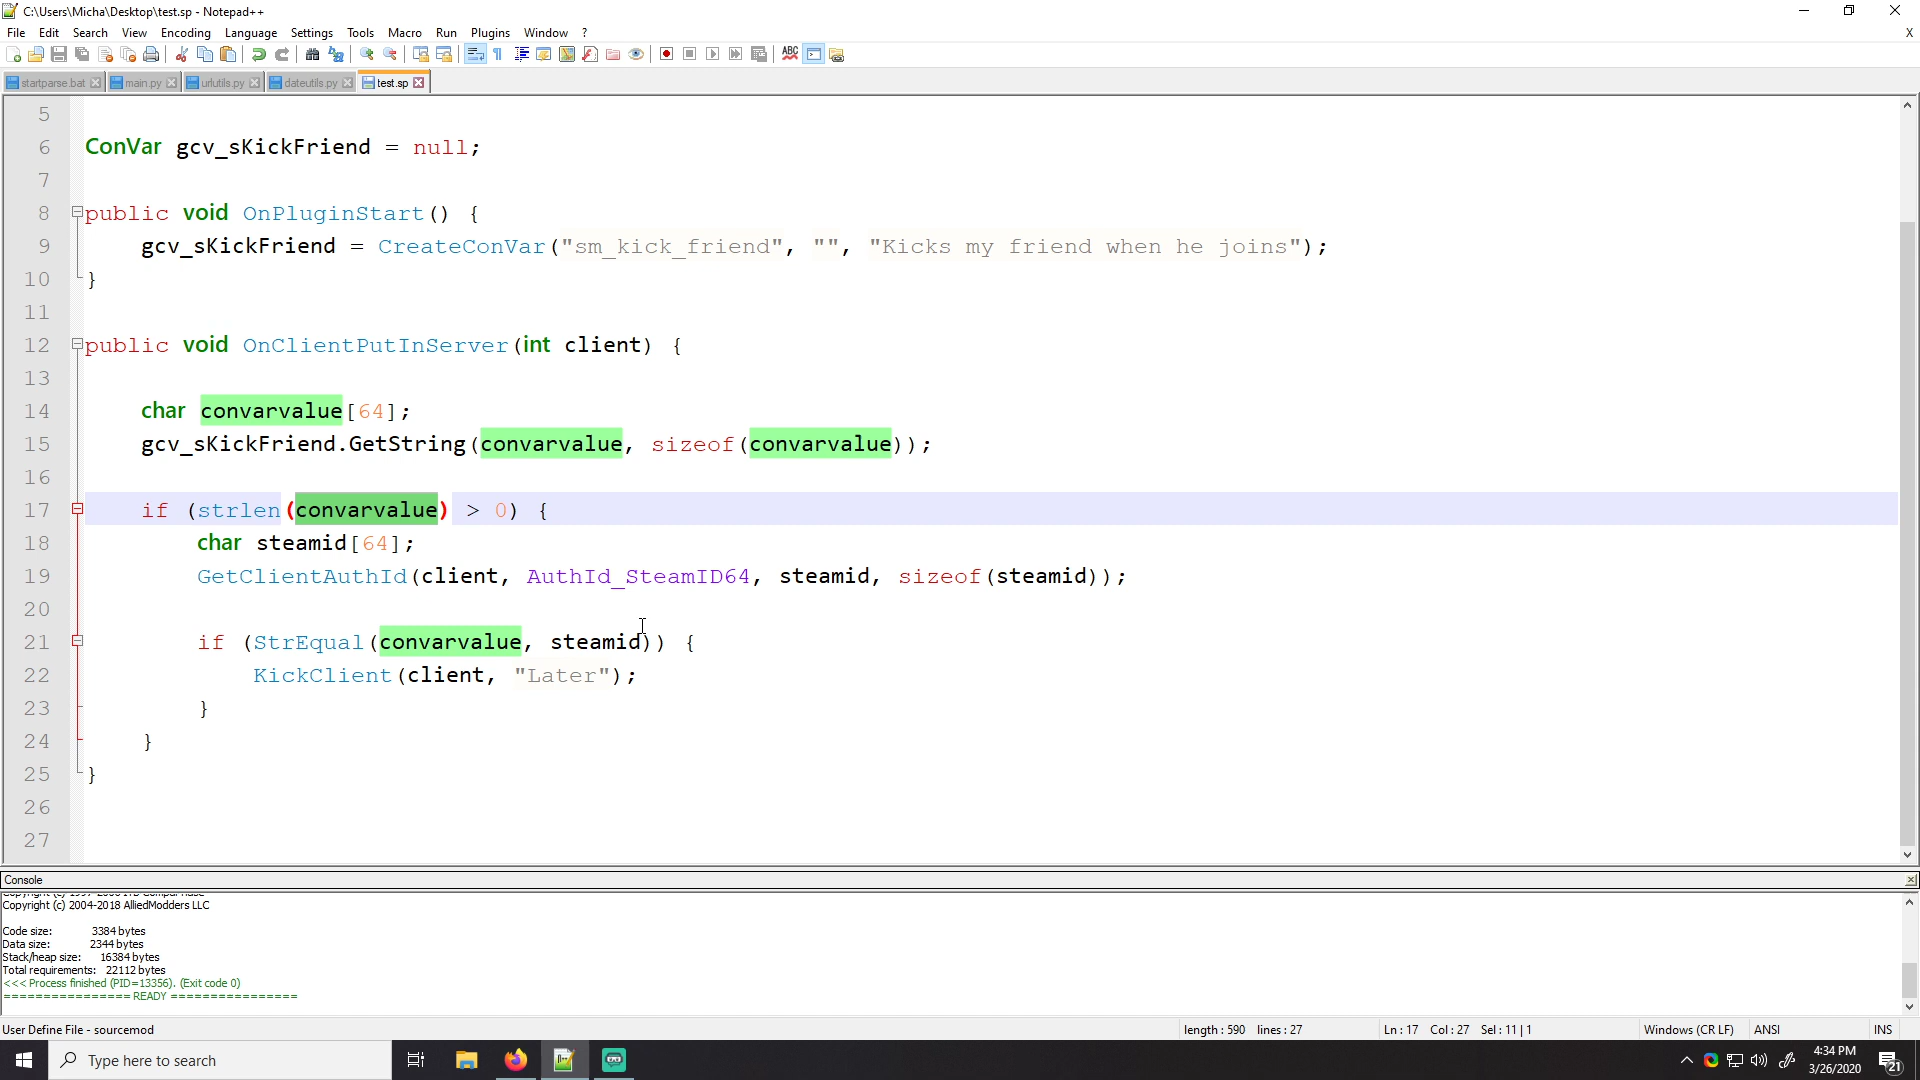 C:\Users\Micha\Desktop\test.sp - Notepad++
File Edit Search View Encoding Language Settings Tools Macro Run Plugins Window ? X
startparse.bat main.py urlutils.py dateutils.py test.sp
5
6 ConVar gcv_sKickFriend = null;
7
8 public void OnPluginStart() {
9 gcv_sKickFriend = CreateConVar("sm_kick_friend", "", "Kicks my friend when he joins");
10 }
11
12 public void OnClientPutInServer(int client) {
13
14 char convarvalue[64];
15 gcv_sKickFriend.GetString(convarvalue, sizeof(convarvalue));
16
17 if (strlen(convarvalue) > 0) {
18 char steamid[64];
19 GetClientAuthId(client, AuthId_SteamID64, steamid, sizeof(steamid));
20
21 if (StrEqual(convarvalue, steamid)) {
22 KickClient(client, "Later");
23 }
24 }
25 }
26
27
Console
Copyright (c) 2004-2018 AlliedModders LLC
Code size: 3384 bytes
Data size: 2344 bytes
Stack/heap size: 16384 bytes
Total requirements: 22112 bytes
<<< Process finished (PID=13356). (Exit code 0)
================ READY ================
User Define File - sourcemod length : 590 lines : 27 Ln : 17 Col : 27 Sel : 11 | 1 Windows (CR LF) ANSI INS
Type here to search
4:34 PM
3/26/2020
21